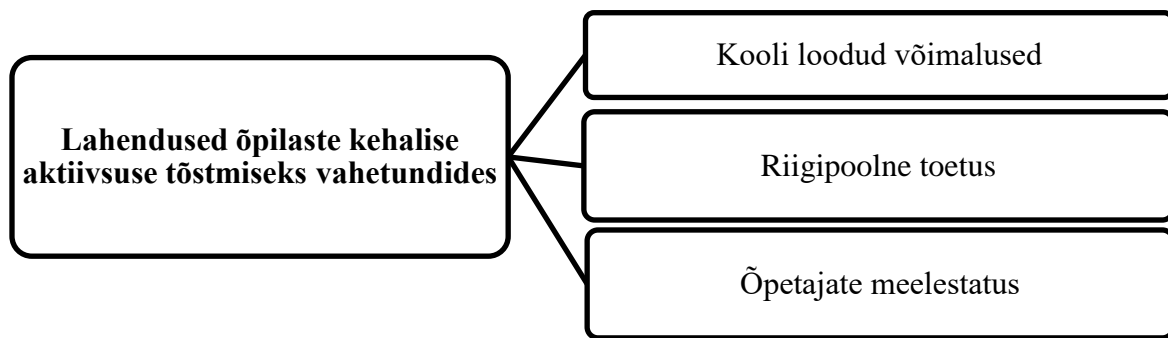 Lahendused õpilaste kehalise
aktiivsuse tõstmiseks vahetundides
Kooli loodud võimalused
Riigipoolne toetus
Õpetajate meelestatus